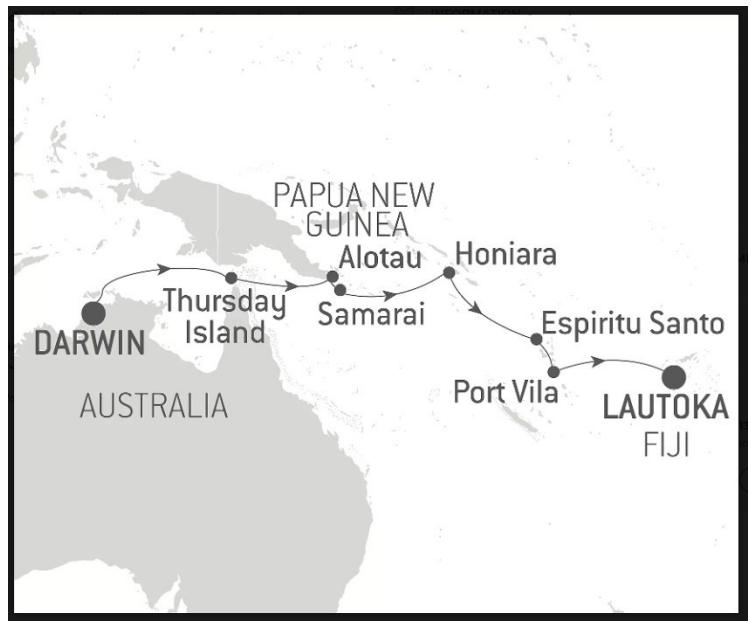 PAPUA NEW
GUINEA
Alotau
Honiara
Thursday
Island
Samarai
DARWIN
Espiritu Santo
Port Vila
AUSTRALIA
LAUTOKA
FIJI